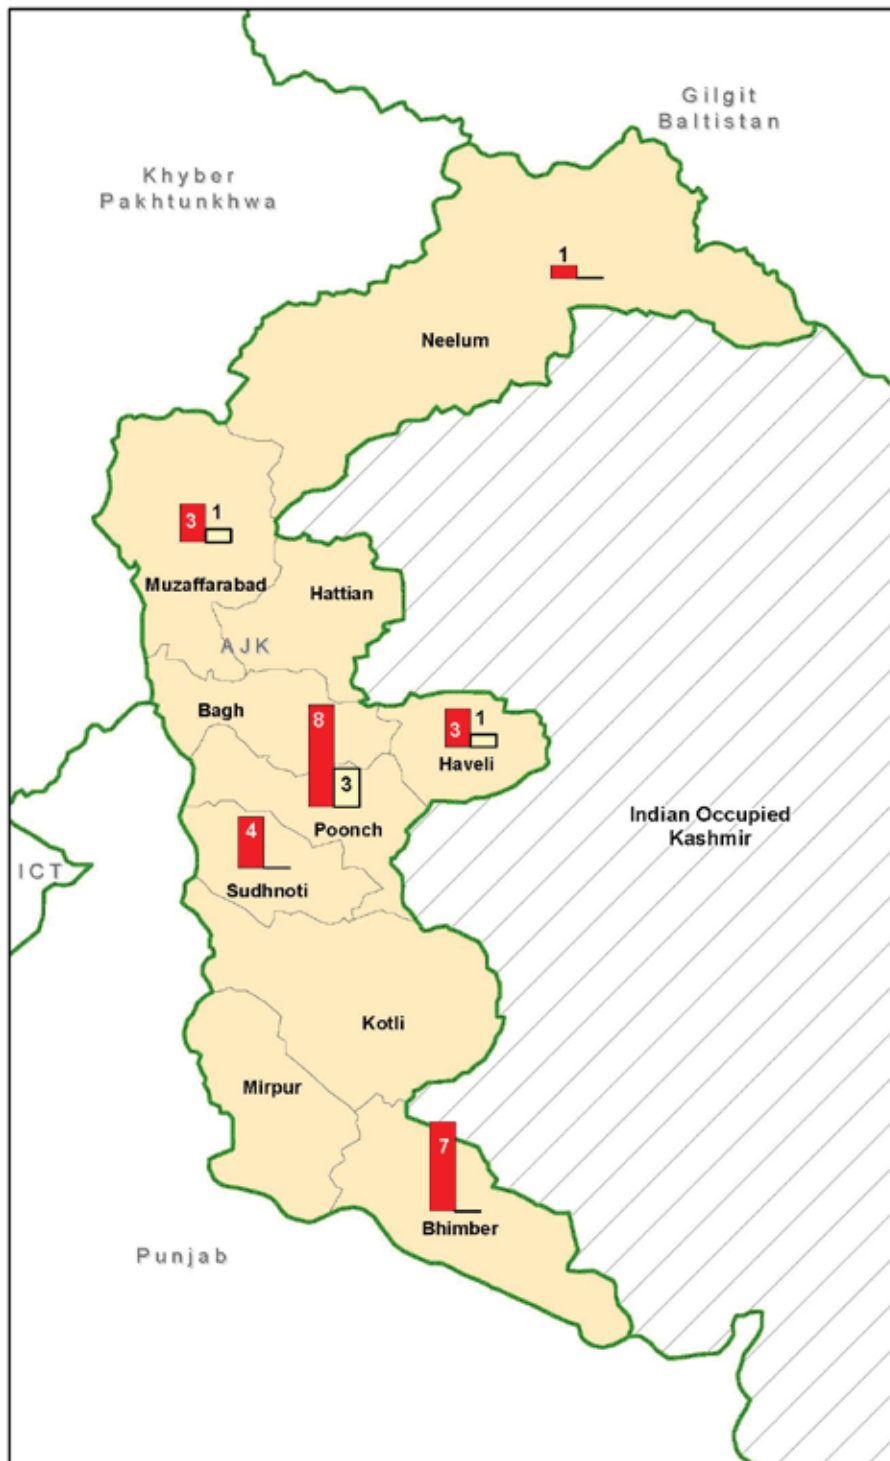 Gilgit
Baltistan
Khyber
Pakhtunkhwa
1
Neelum
3
1
Muzaffarabad
Hattian
AJK
Bagh
8
3
1
Haveli
3
Poonch
Indian Occupied
Kashmir
4
ICT
Sudhnoti
Kotli
Mirpur
7
Bhimber
Punjab